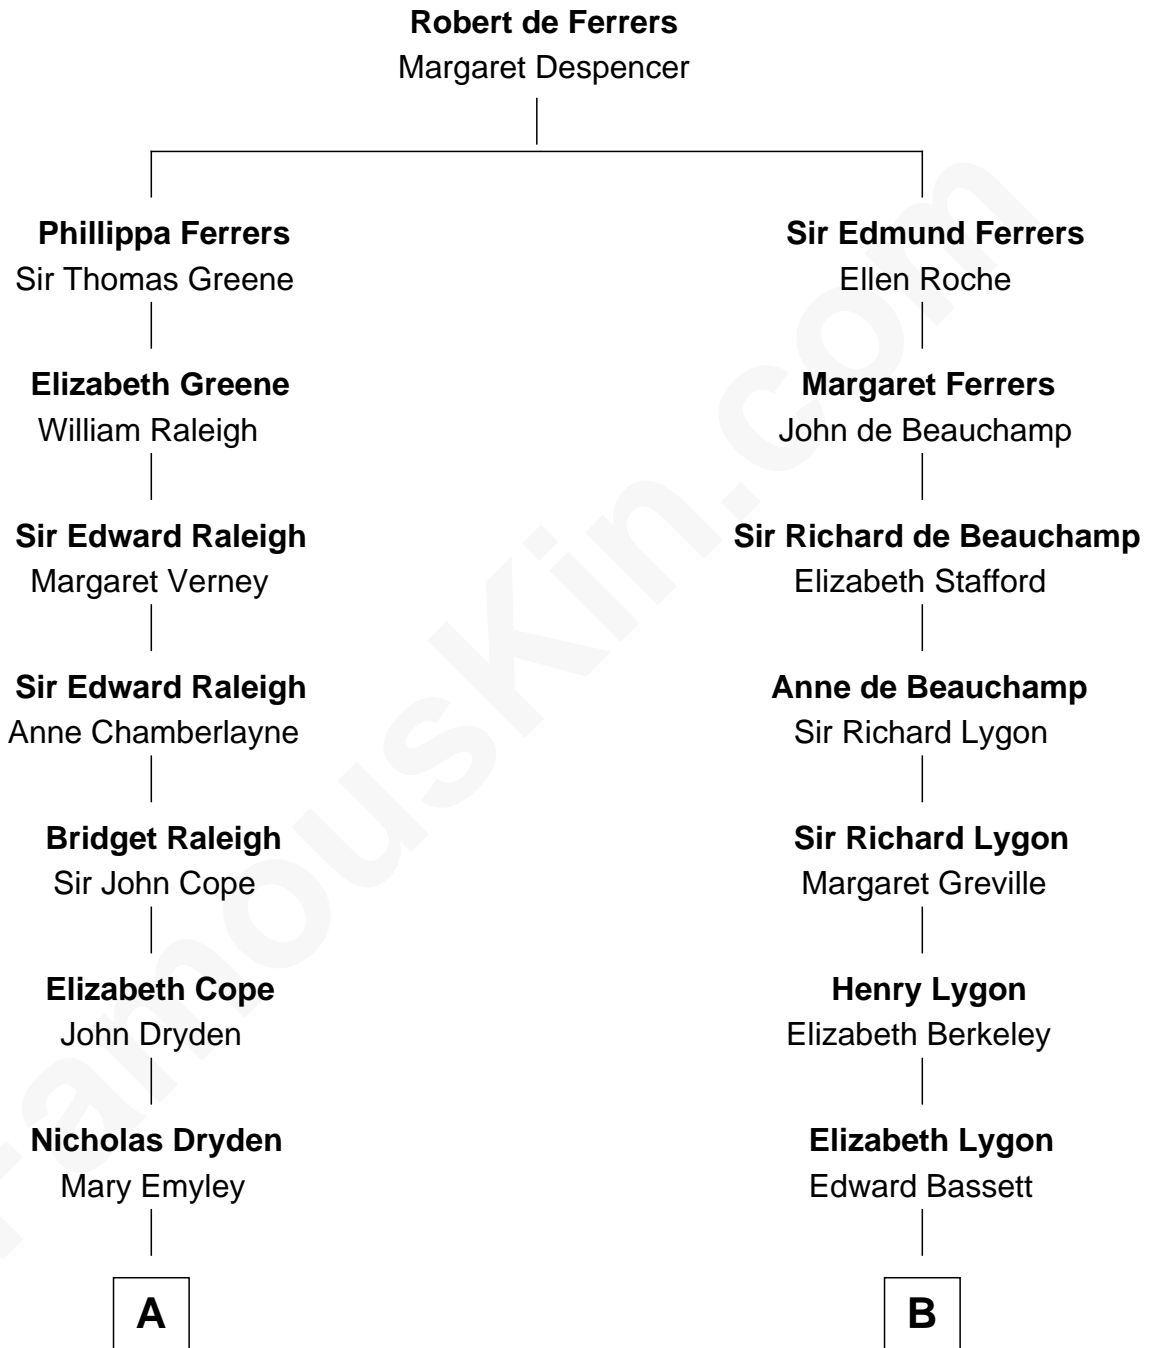 Robert de Ferrers
Margaret Despencer
Phillippa Ferrers
Sir Thomas Greene
Sir Edmund Ferrers
Ellen Roche
Elizabeth Greene
William Raleigh
Margaret Ferrers
John de Beauchamp
Sir Edward Raleigh
Margaret Verney
Sir Richard de Beauchamp
Elizabeth Stafford
Sir Edward Raleigh
Anne Chamberlayne
Anne de Beauchamp
Sir Richard Lygon
Bridget Raleigh
Sir John Cope
Sir Richard Lygon
Margaret Greville
Elizabeth Cope
John Dryden
Henry Lygon
Elizabeth Berkeley
Nicholas Dryden
Mary Emyley
Elizabeth Lygon
Edward Bassett
A
B
FamousKin.com